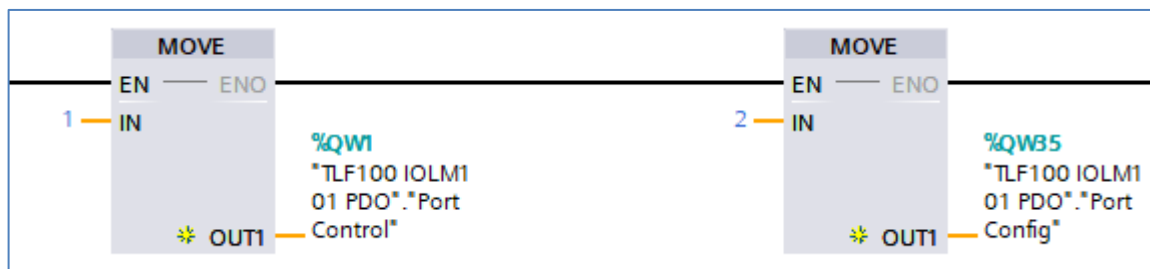 MOVE
EN ENO
1 IN
%QW1
"TLF100 IOLM1
01 PDO"."Port
Control"
OUT1
MOVE
EN ENO
2 IN
%QW35
"TLF100 IOLM1
01 PDO"."Port
Config"
OUT1